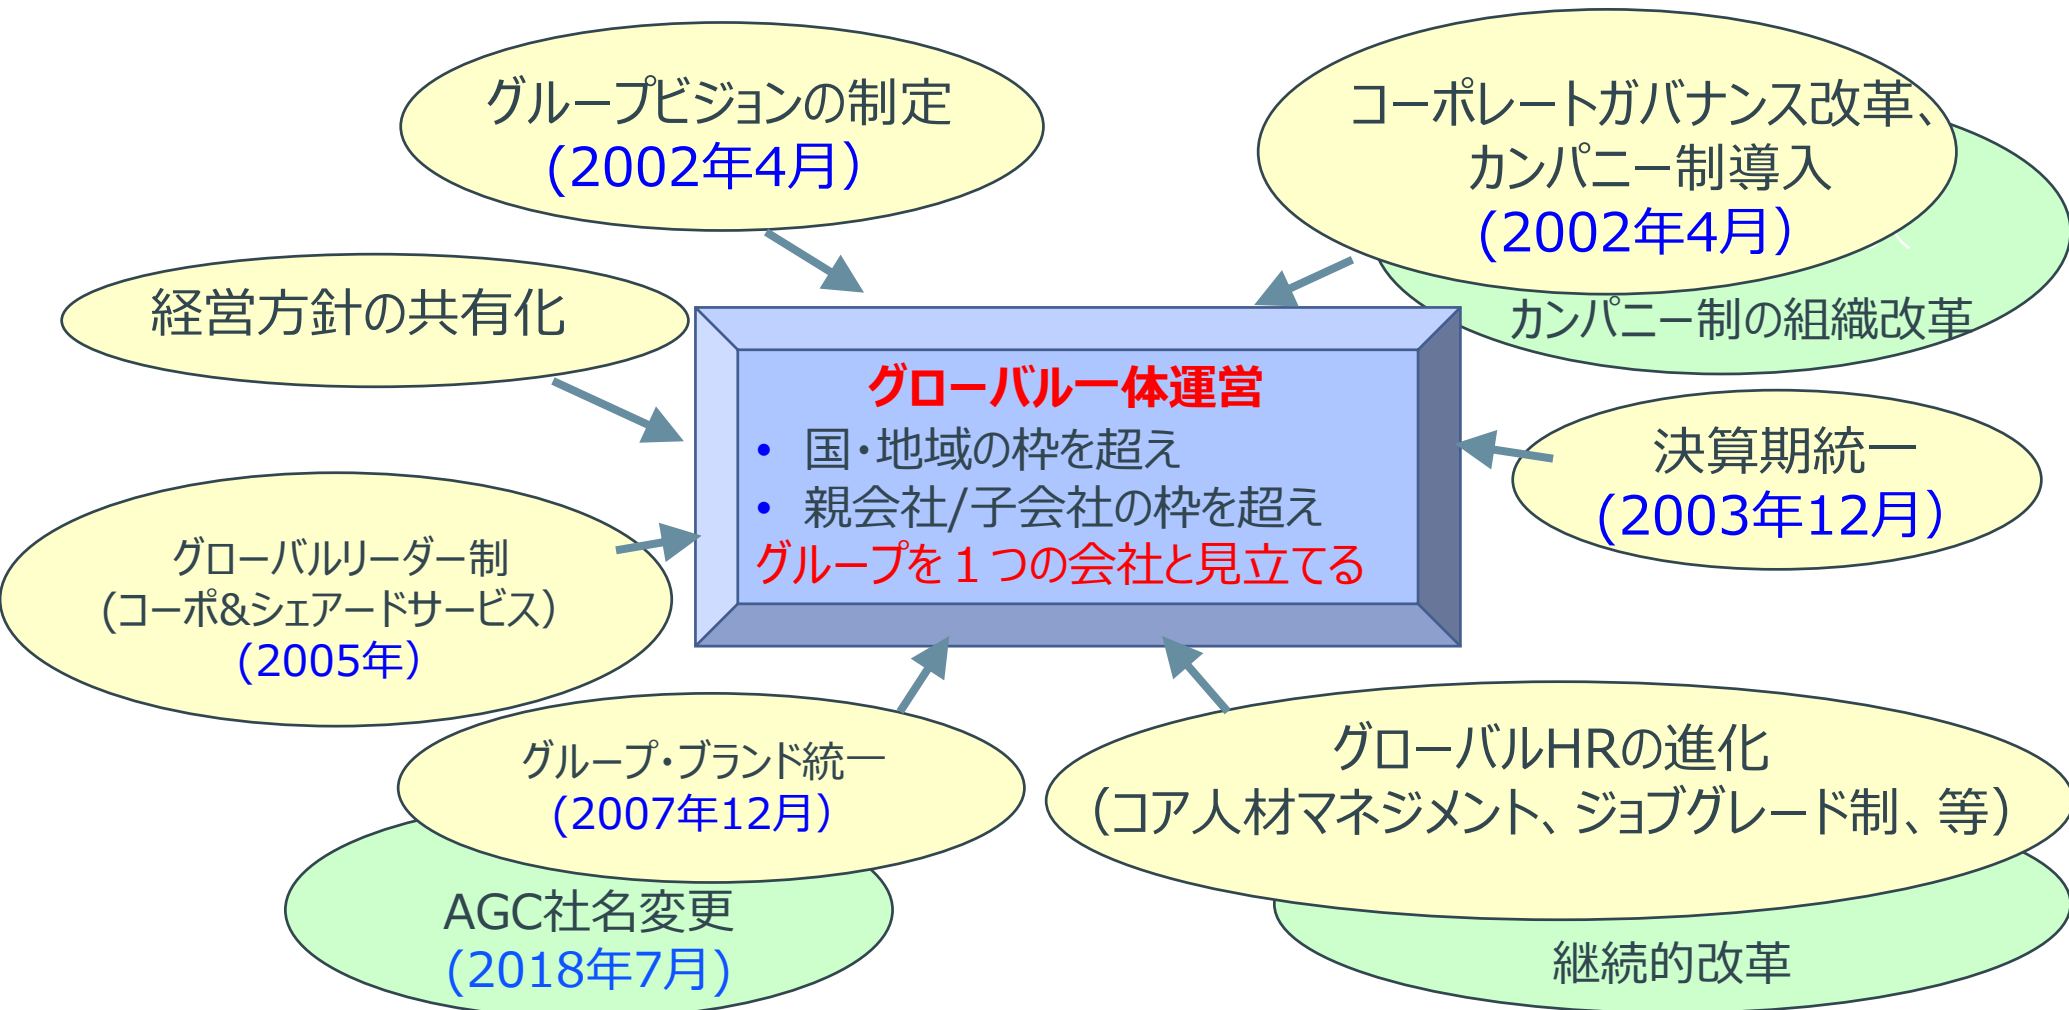 グループビジョンの制定
(2002年4月）
コーポレートガバナンス改革、
カンパニー制導入
(2002年4月）
カンパニー制の組織改革
経営方針の共有化
グローバル一体運営
• 国・地域の枠を超え
• 親会社/子会社の枠を超え
グループを１つの会社と見立てる
決算期統一
(2003年12月）
グローバルリーダー制
(コーポ&シェアードサービス）
(2005年）
グループ・ブランド統一
(2007年12月）
AGC社名変更
(2018年7月)
グローバルHRの進化
(コア人材マネジメント、ジョブグレード制、等）
継続的改革